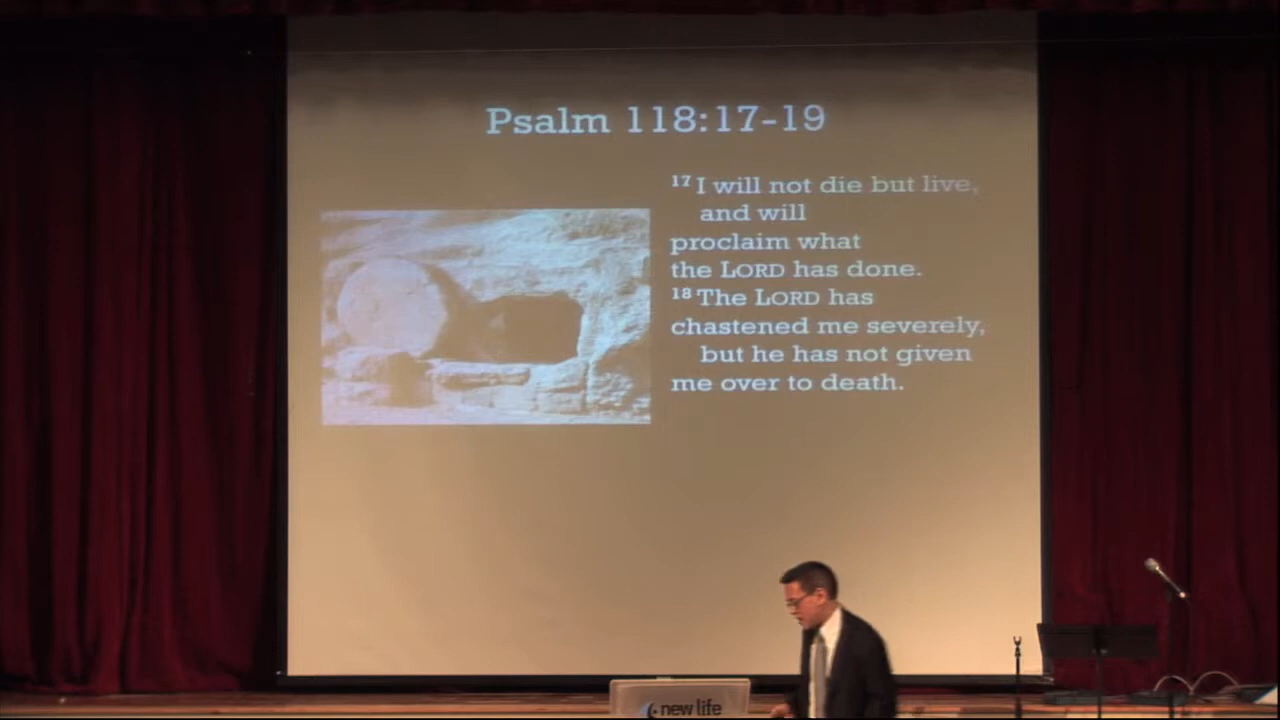 Psalm 118:17-19
17 I will not die but live,
and will
proclaim what
the LORD has done.
18 The LORD has
chastened me severely,
but he has not given
me over to death.
new life